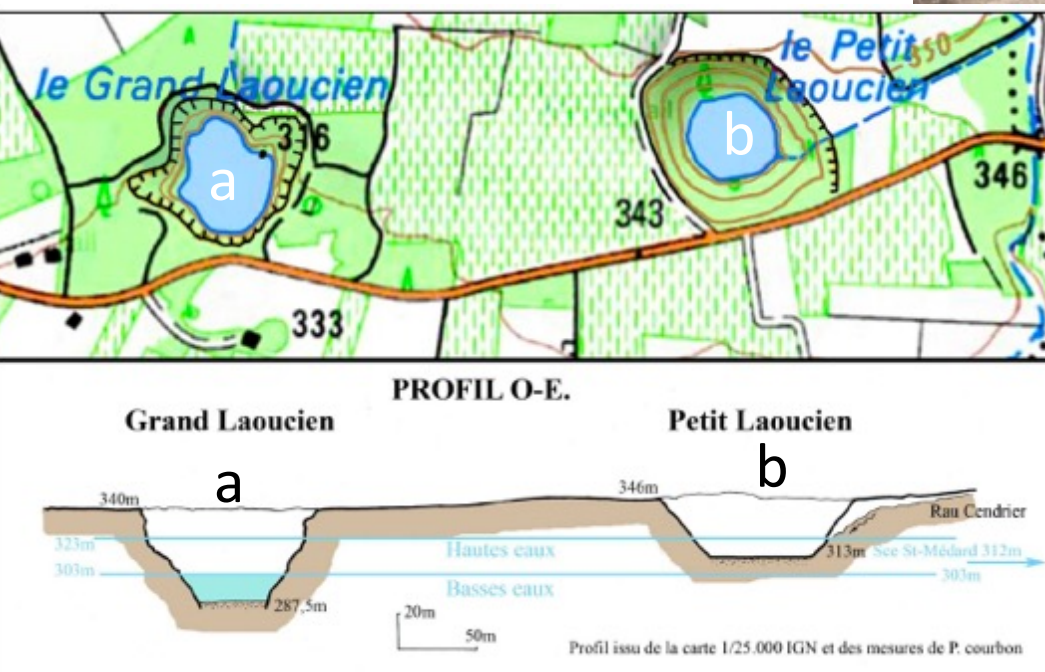 le Grand Laoucien
le Petit Laoucien
350
a
b
343
346
333
PROFIL O-E.
Grand Laoucien
Petit Laoucien
a
b
340m
346m
Rau Cendrier
323m
Hautes eaux
313m
See St-Médard 312m
303m
Basses eaux
303m
287,5m
20m
50m
Profil issu de la carte 1/25.000 IGN et des mesures de P. courbon